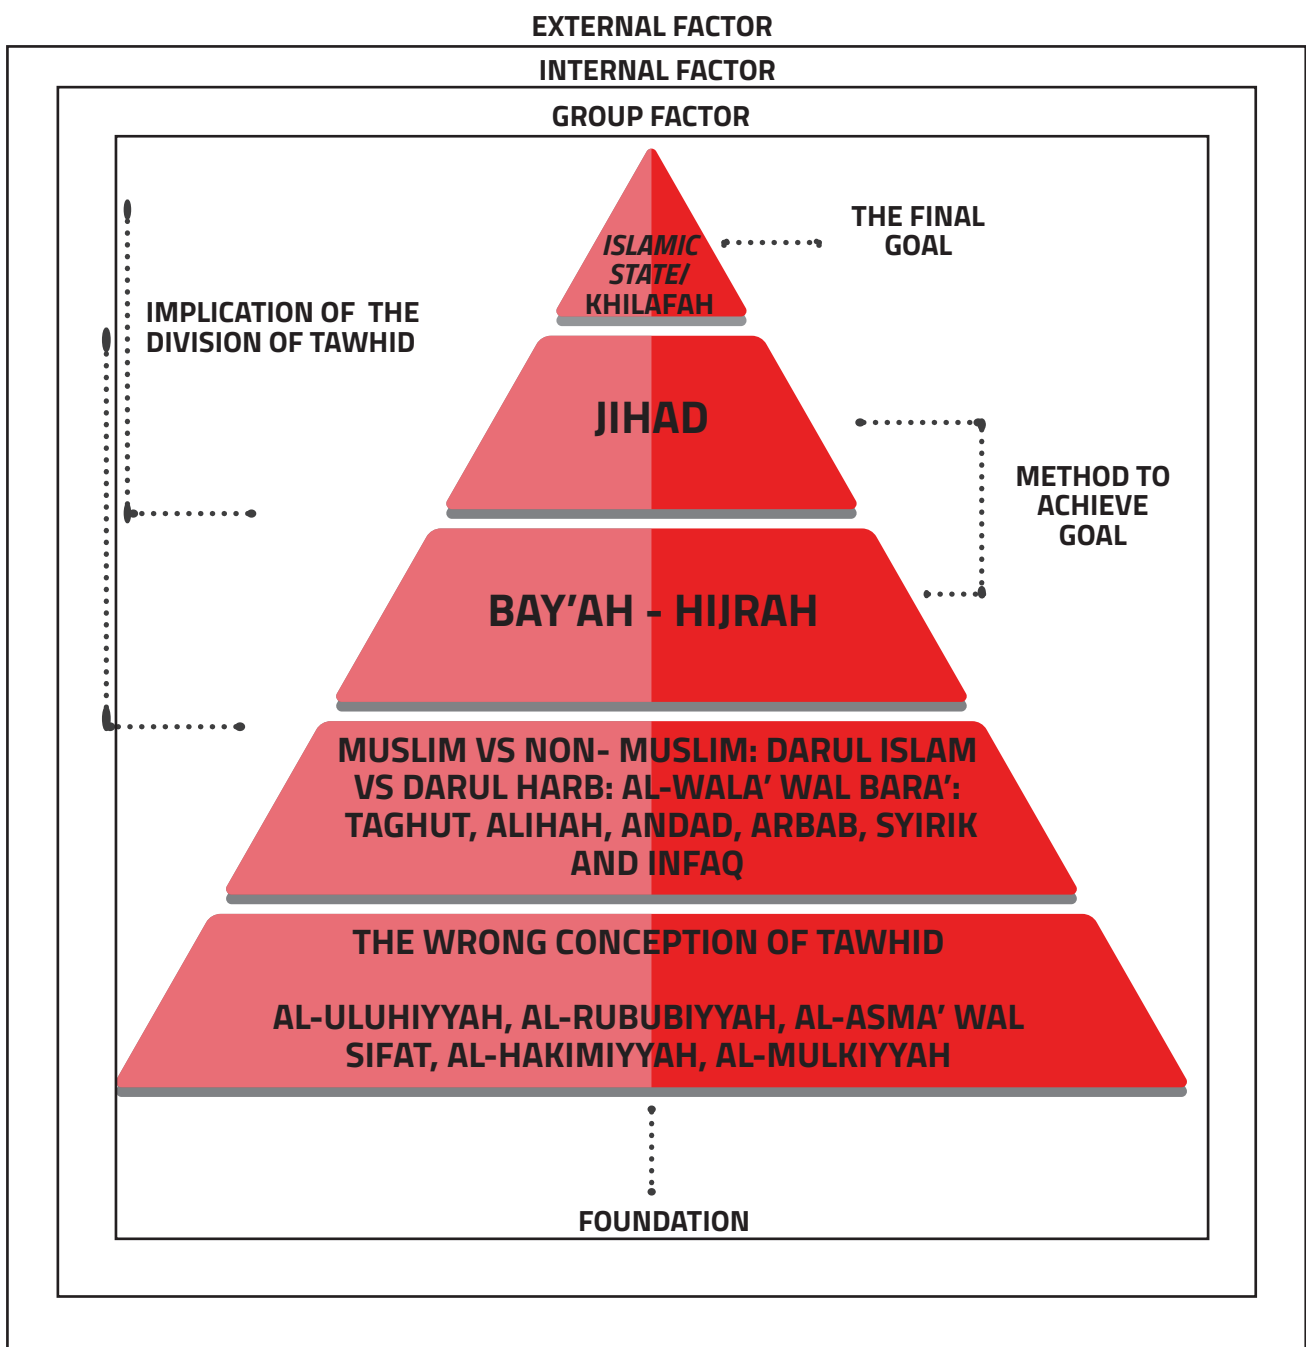 EXTERNAL FACTOR
INTERNAL FACTOR
GROUP FACTOR
THE FINAL
GOAL
ISLAMIC
STATE/
KHILAFAH
IMPLICATION OF THE
DIVISION OF TAWHID
JIHAD
METHOD TO
ACHIEVE
GOAL
BAY’AH - HIJRAH
MUSLIM VS NON- MUSLIM: DARUL ISLAM
VS DARUL HARB: AL-WALA’ WAL BARA’:
TAGHUT, ALIHAH, ANDAD, ARBAB, SYIRIK
AND INFAQ
THE WRONG CONCEPTION OF TAWHID
AL-ULUHIYYAH, AL-RUBUBIYYAH, AL-ASMA’ WAL
SIFAT, AL-HAKIMIYYAH, AL-MULKIYYAH
FOUNDATION